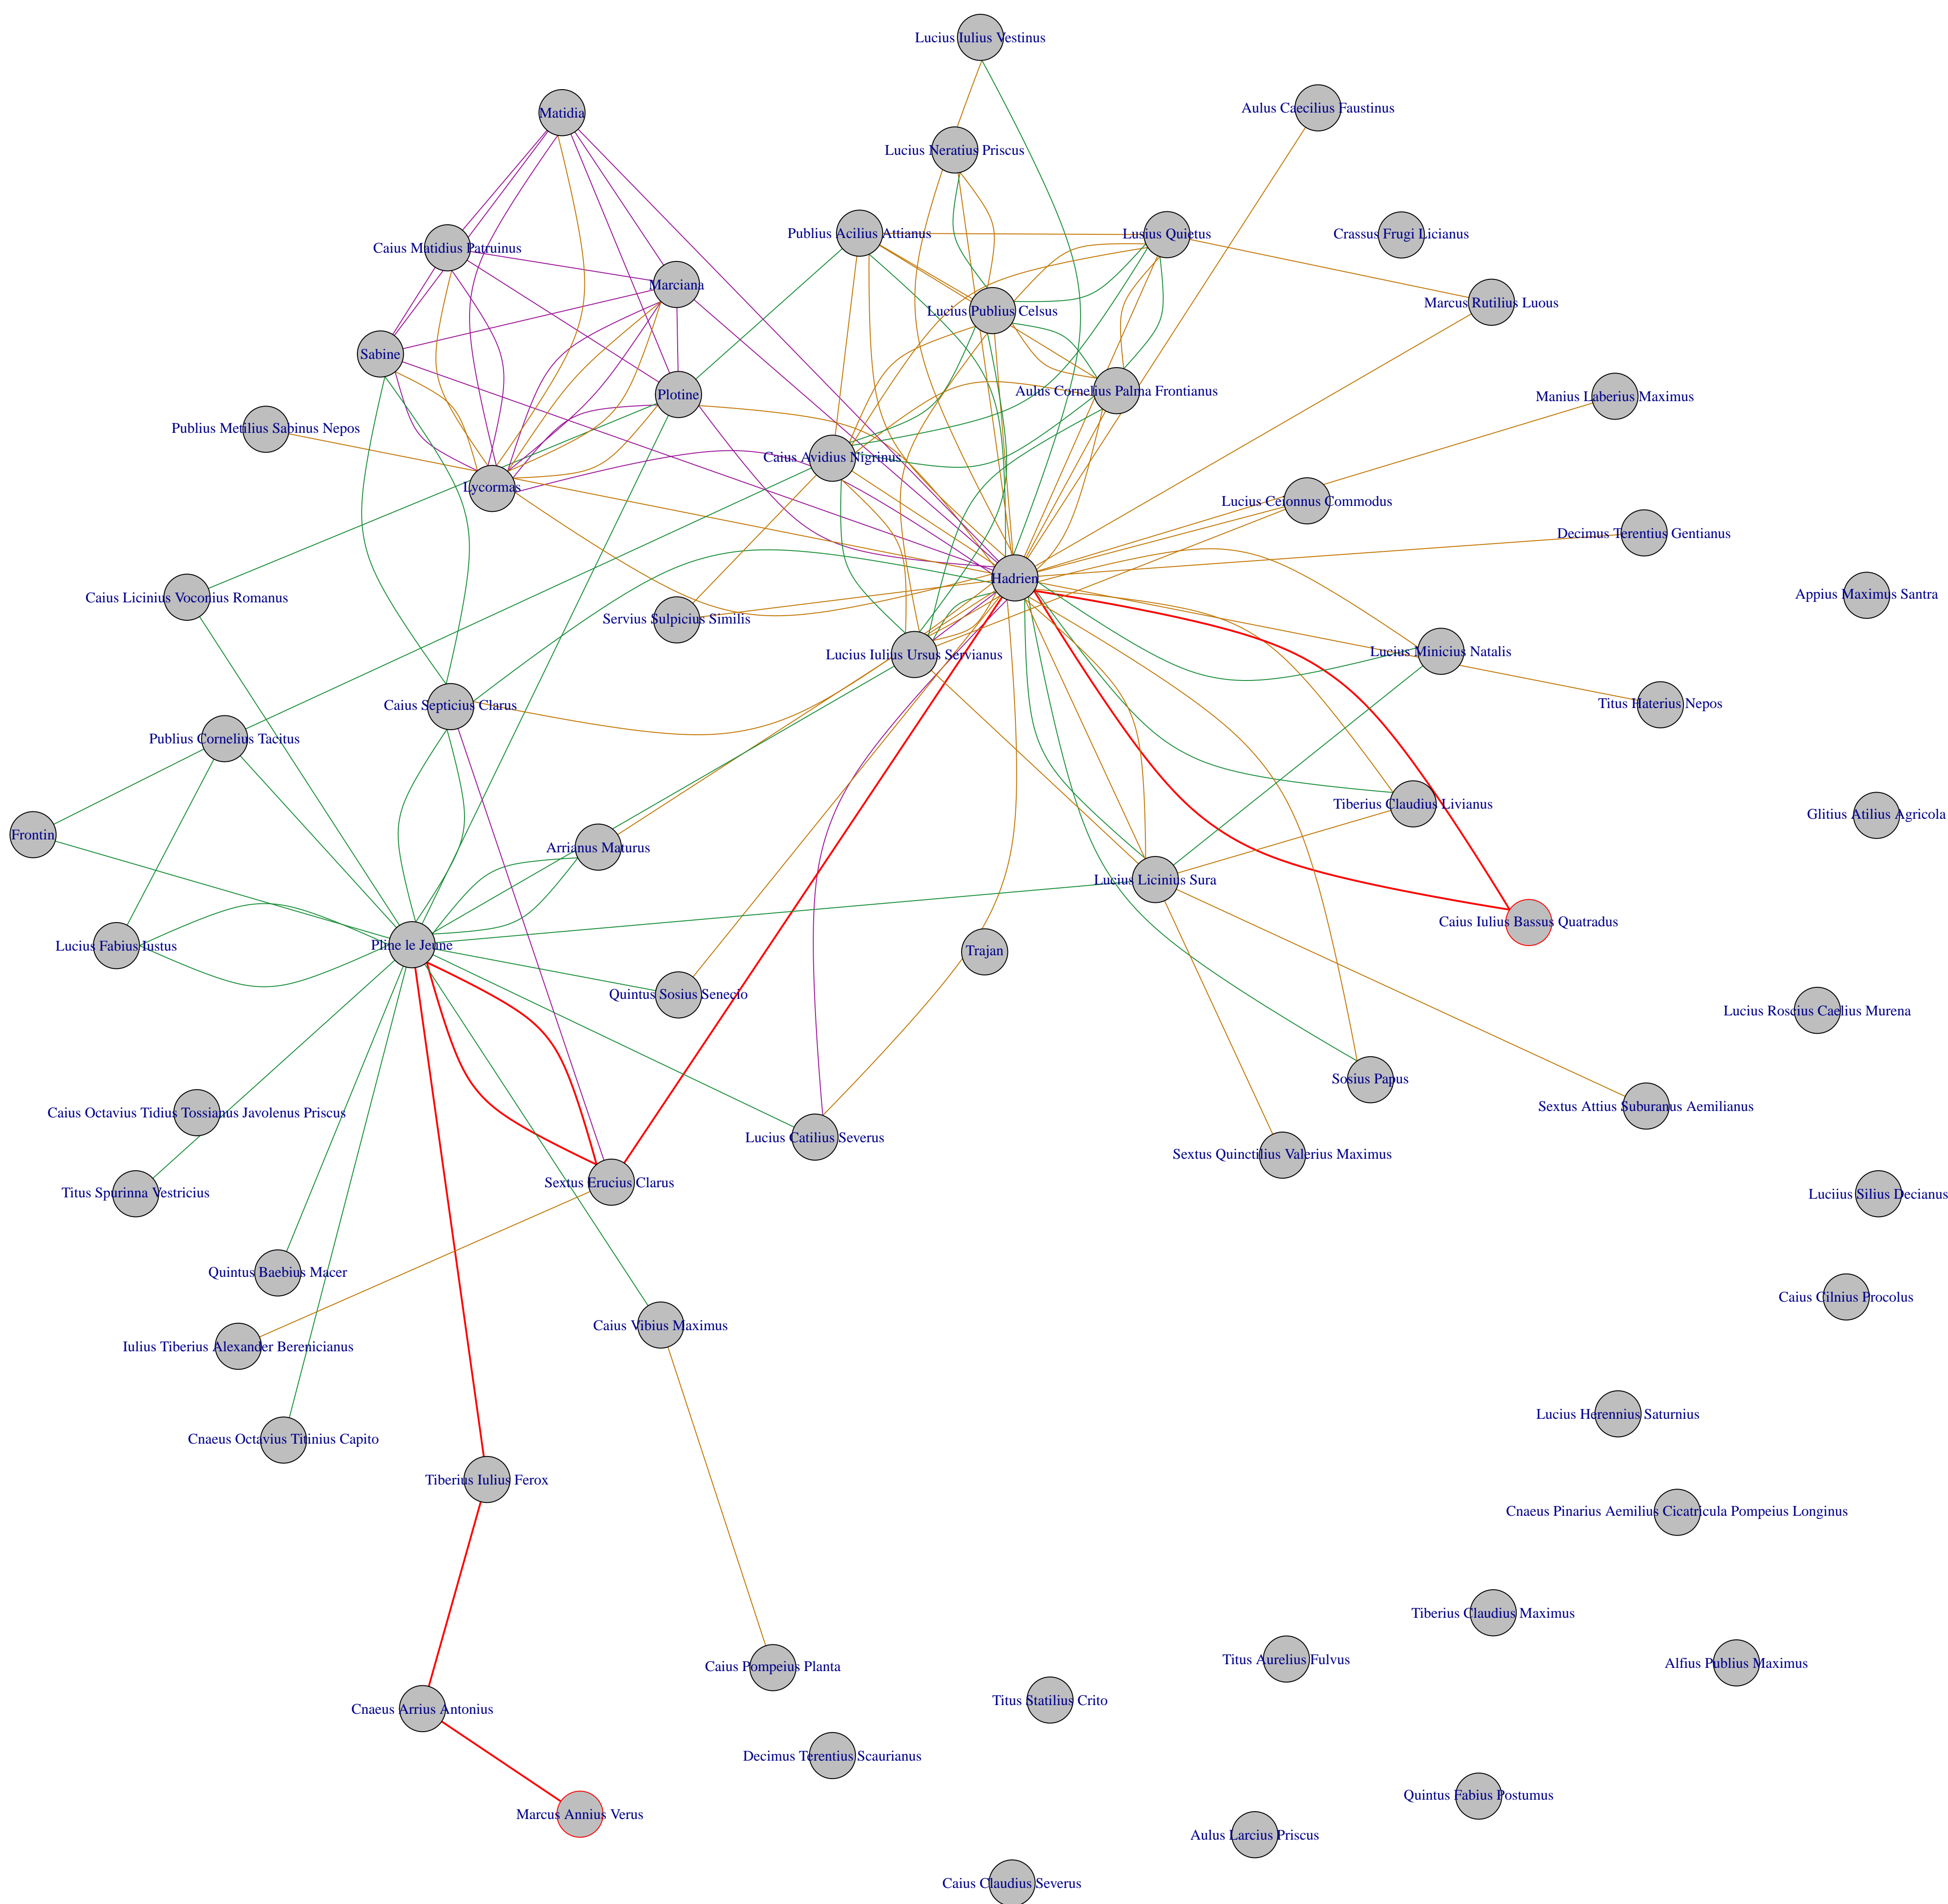 Lucius Iulius Vestinus
Aulus Caecilius Faustinus
Matidia
Lucius Neratius Priscus
Publius Acilius Attianus
Lusius Quietus
Crassus Frugi Licianus
Caius Matidius Patruinus
Marciana
Marcus Rutilius Luous
Lucius Publius Celsus
Sabine
Plotine
Aulus Cornelius Palma Frontianus
Manius Laberius Maximus
Publius Metilius Sabinus Nepos
Caius Avidius Nigrinus
Lycormas
Lucius Ceionnus Commodus
Decimus Terentius Gentianus
Hadrien
Caius Licinius Voconius Romanus
Appius Maximus Santra
Servius Sulpicius Similis
Lucius Iulius Ursus Servianus
Lucius Minicius Natalis
Caius Septicius Clarus
Titus Haterius Nepos
Publius Cornelius Tacitus
Tiberius Claudius Livianus
Glitius Atilius Agricola
Frontin
Arrianus Maturus
Lucius Licinius Sura
Caius Iulius Bassus Quatradus
Lucius Fabius Iustus
Pline le Jeune
Trajan
Quintus Sosius Senecio
Lucius Roscius Caelius Murena
Sosius Papus
Caius Octavius Tidius Tossianus Javolenus Priscus
Sextus Attius Suburanus Aemilianus
Lucius Catilius Severus
Sextus Quinctilius Valerius Maximus
Sextus Erucius Clarus
Titus Spurinna Vestricius
Luciius Silius Decianus
Quintus Baebius Macer
Caius Cilnius Procolus
Caius Vibius Maximus
Iulius Tiberius Alexander Berenicianus
Lucius Herennius Saturnius
Cnaeus Octavius Titinius Capito
Tiberius Iulius Ferox
Cnaeus Pinarius Aemilius Cicatricula Pompeius Longinus
Tiberius Claudius Maximus
Titus Aurelius Fulvus
Alfius Publius Maximus
Caius Pompeius Planta
Titus Statilius Crito
Cnaeus Arrius Antonius
Decimus Terentius Scaurianus
Quintus Fabius Postumus
Marcus Annius Verus
Aulus Larcius Priscus
Caius Claudius Severus